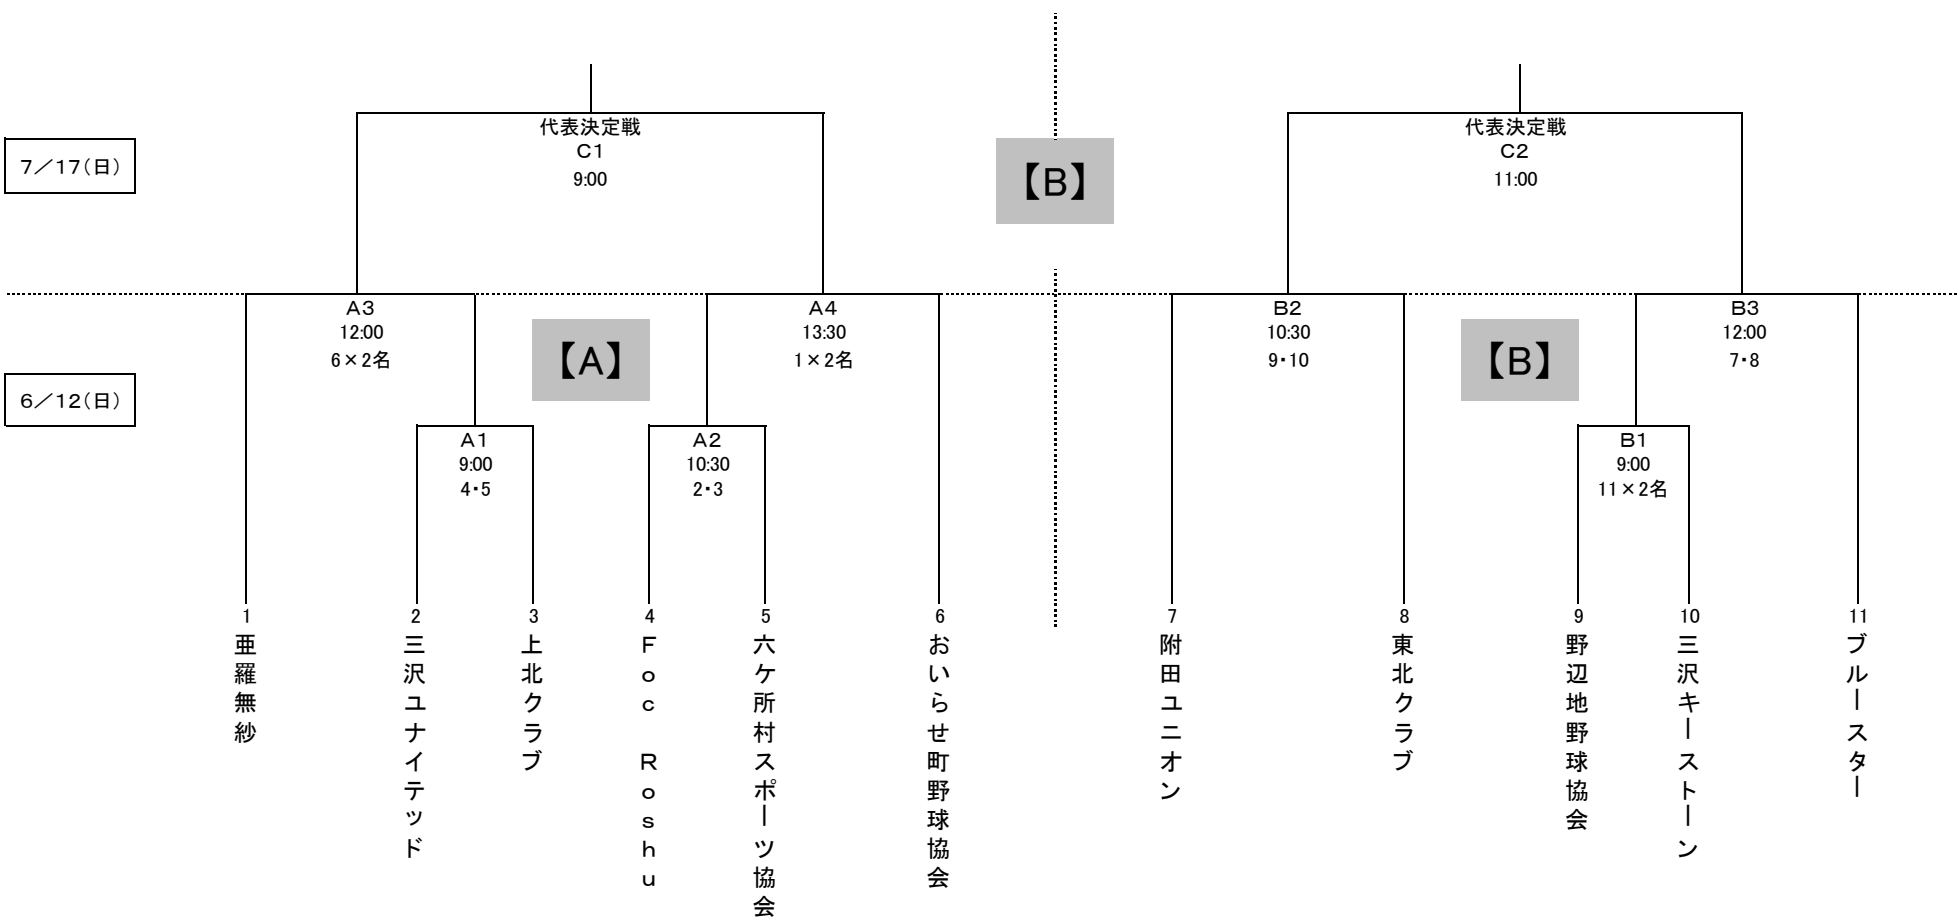 代表決定戦
C1
9:00
代表決定戦
C2
11:00
7／17(日)
【B】
A3
12:00
6×2名
A4
13:30
1×2名
B2
10:30
9・10
B3
12:00
7・8
【A】
【B】
6／12(日)
A1
9:00
4・5
A2
10:30
2・3
B1
9:00
11×2名
1
亜羅無紗
2
三沢ユナイテッド
3
上北クラブ
4
Foc Roshu
5
六ケ所村スポーツ協会
6
おいらせ町野球協会
7
附田ユニオン
8
東北クラブ
9
野辺地野球協会
10
三沢キーストーン
11
ブルースター